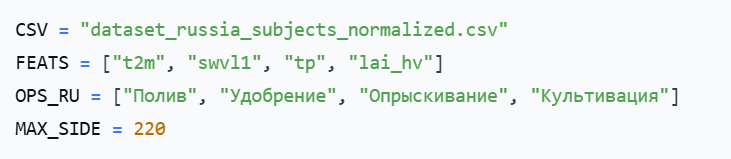 CSV = "dataset_russia_subjects_normalized.csv"
FEATS = ["t2m", "swvl1", "tp", "lai_hv"]
OPS_RU = ["Полив", "Удобрение", "Опрыскивание", "Культивация"]
MAX_SIDE = 220